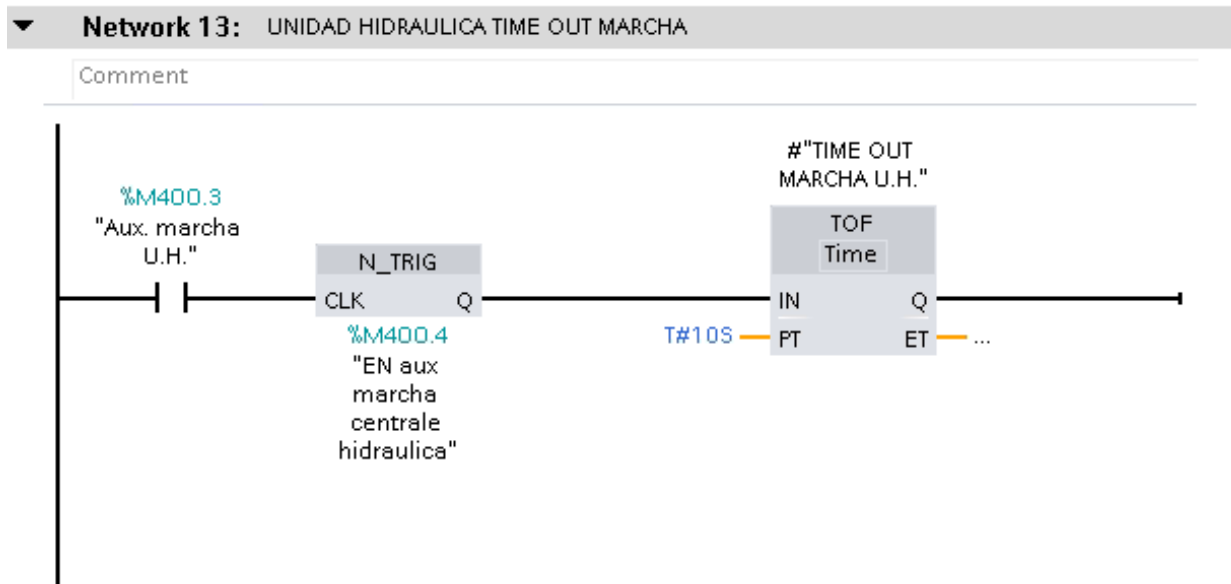 Network 13: UNIDAD HIDRAULICA TIME OUT MARCHA
Comment
%M400.3
"Aux. marcha
U.H."
N_TRIG
CLK Q
%M400.4
"EN aux
marcha
centrale
hidraulica"
#"TIME OUT
MARCHA U.H."
TOF
Time
IN Q
T#10S PT ET ...